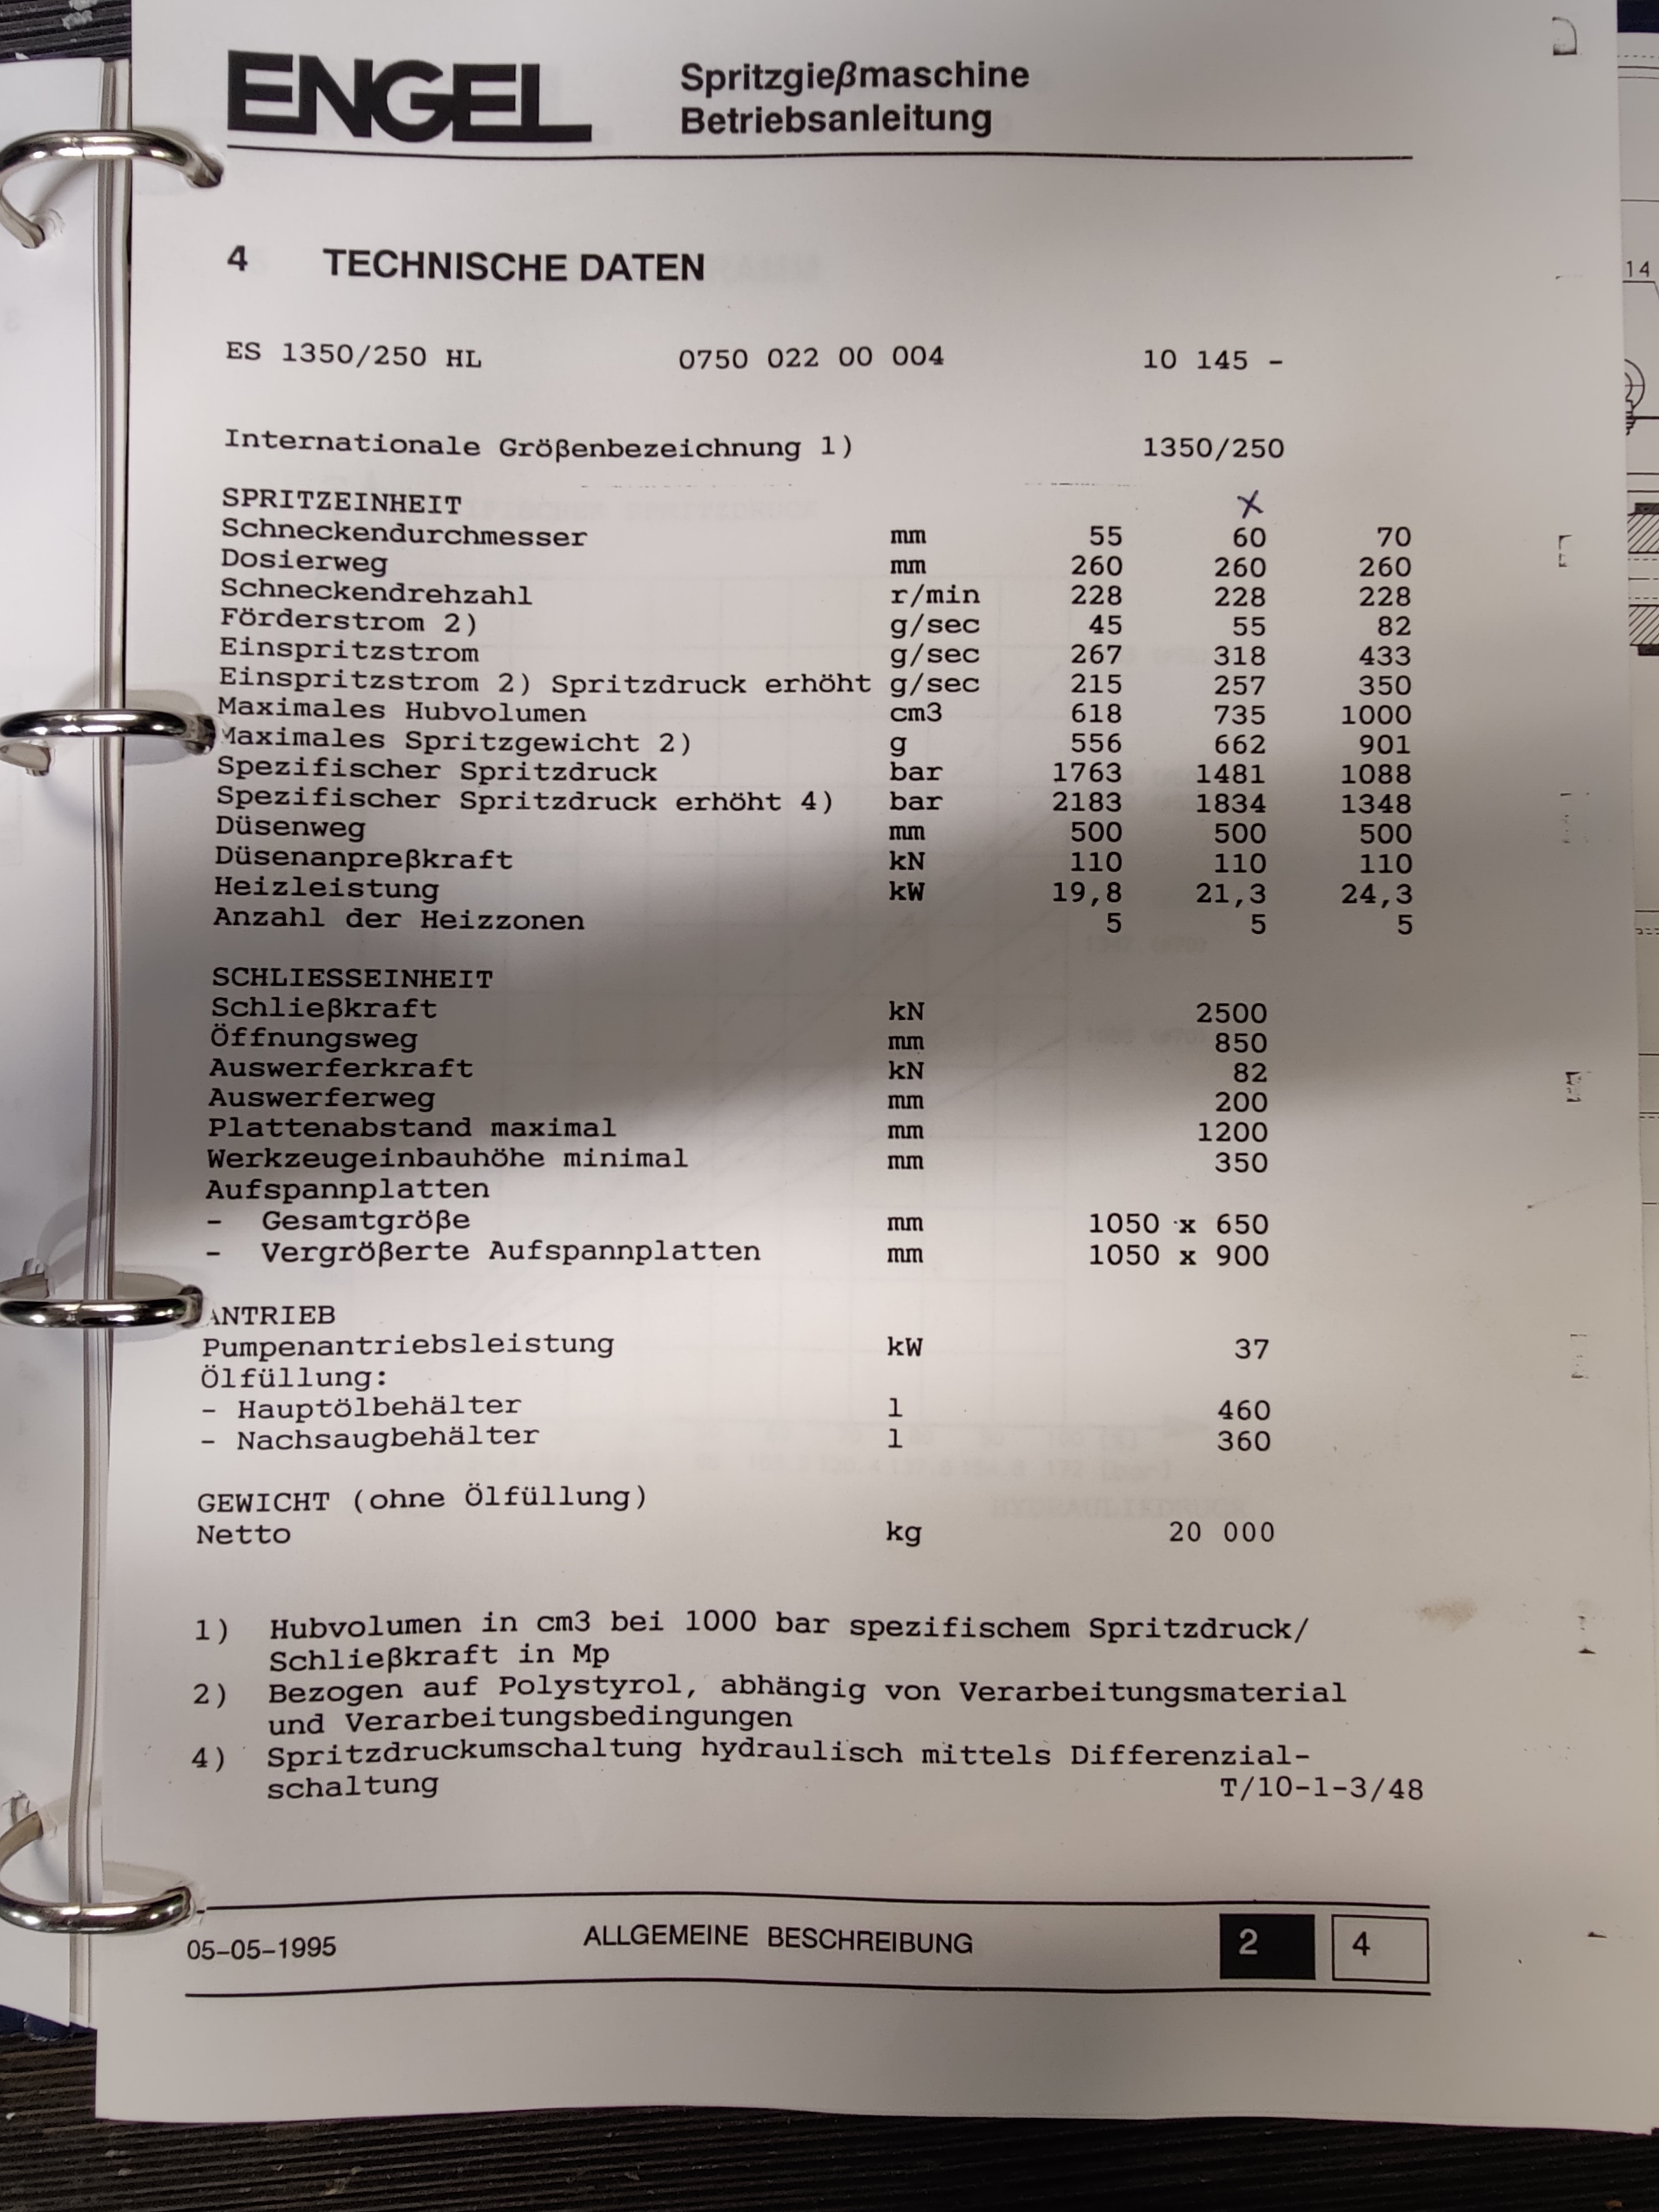 ENGEL
Spritzgießmaschine
Betriebsanleitung
4 TECHNISCHE DATEN
ES 1350/250 HL 0750 022 00 004 10 145 -
Internationale Größenbezeichnung 1) 1350/250
SPRITZEINHEIT X
Schneckendurchmesser mm 55 60 70
Dosierweg mm 260 260 260
Schneckendrehzahl r/min 228 228 228
Förderstrom 2) g/sec 45 55 82
Einspritzstrom g/sec 267 318 433
Einspritzstrom 2) Spritzdruck erhöht g/sec 215 257 350
Maximales Hubvolumen cm3 618 735 1000
Maximales Spritzgewicht 2) g 556 662 901
Spezifischer Spritzdruck bar 1763 1481 1088
Spezifischer Spritzdruck erhöht 4) bar 2183 1834 1348
Düsenweg mm 500 500 500
Düsenanpreßkraft kN 110 110 110
Heizleistung kW 19,8 21,3 24,3
Anzahl der Heizzonen 5 5 5
SCHLIESSEINHEIT
Schließkraft kN 2500
Öffnungsweg mm 850
Auswerferkraft kN 82
Auswerferweg mm 200
Plattenabstand maximal mm 1200
Werkzeugeinbauhöhe minimal mm 350
Aufspannplatten
- Gesamtgröße mm 1050 x 650
- Vergrößerte Aufspannplatten mm 1050 x 900
ANTRIEB
Pumpenantriebsleistung kW 37
Ölfüllung:
- Hauptölbehälter l 460
- Nachsaugbehälter l 360
GEWICHT (ohne Ölfüllung)
Netto kg 20 000
1) Hubvolumen in cm3 bei 1000 bar spezifischem Spritzdruck/
Schließkraft in Mp
2) Bezogen auf Polystyrol, abhängig von Verarbeitungsmaterial
und Verarbeitungsbedingungen
4) Spritzdruckumschaltung hydraulisch mittels Differenzial-
schaltung T/10-1-3/48
05-05-1995 ALLGEMEINE BESCHREIBUNG 2 4
14